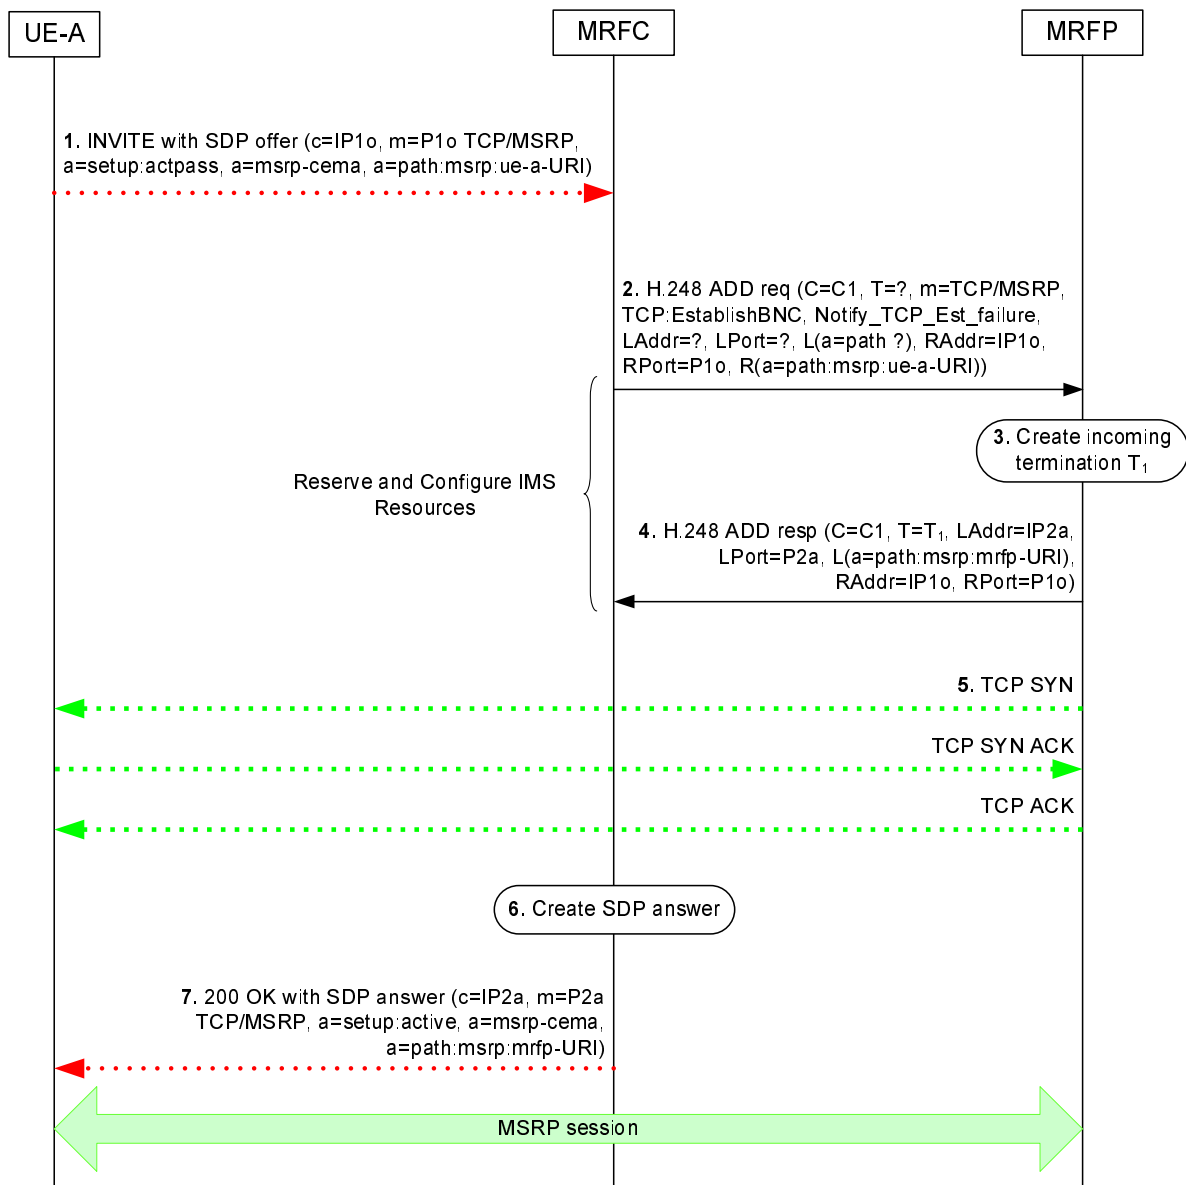 UE-A
MRFC
MRFP
1. INVITE with SDP offer (c=IP1o, m=P1o TCP/MSRP,
a=setup:actpass, a=msrp-cema, a=path:msrp:ue-a-URI)
2. H.248 ADD req (C=C1, T=?, m=TCP/MSRP,
TCP:EstablishBNC, Notify_TCP_Est_failure,
LAddr=?, LPort=?, L(a=path ?), RAddr=IP1o,
RPort=P1o, R(a=path:msrp:ue-a-URI))
3. Create incoming
termination T1
Reserve and Configure IMS
Resources
4. H.248 ADD resp (C=C1, T=T1, LAddr=IP2a,
LPort=P2a, L(a=path:msrp:mrfp-URI),
RAddr=IP1o, RPort=P1o)
5. TCP SYN
TCP SYN ACK
TCP ACK
6. Create SDP answer
7. 200 OK with SDP answer (c=IP2a, m=P2a
TCP/MSRP, a=setup:active, a=msrp-cema,
a=path:msrp:mrfp-URI)
MSRP session